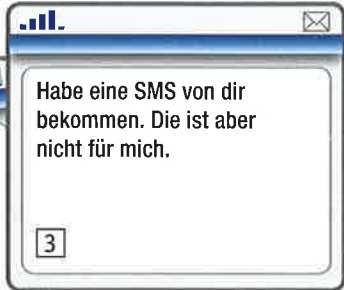 Habe eine SMS von dir
bekommen. Die ist aber
nicht für mich.
3